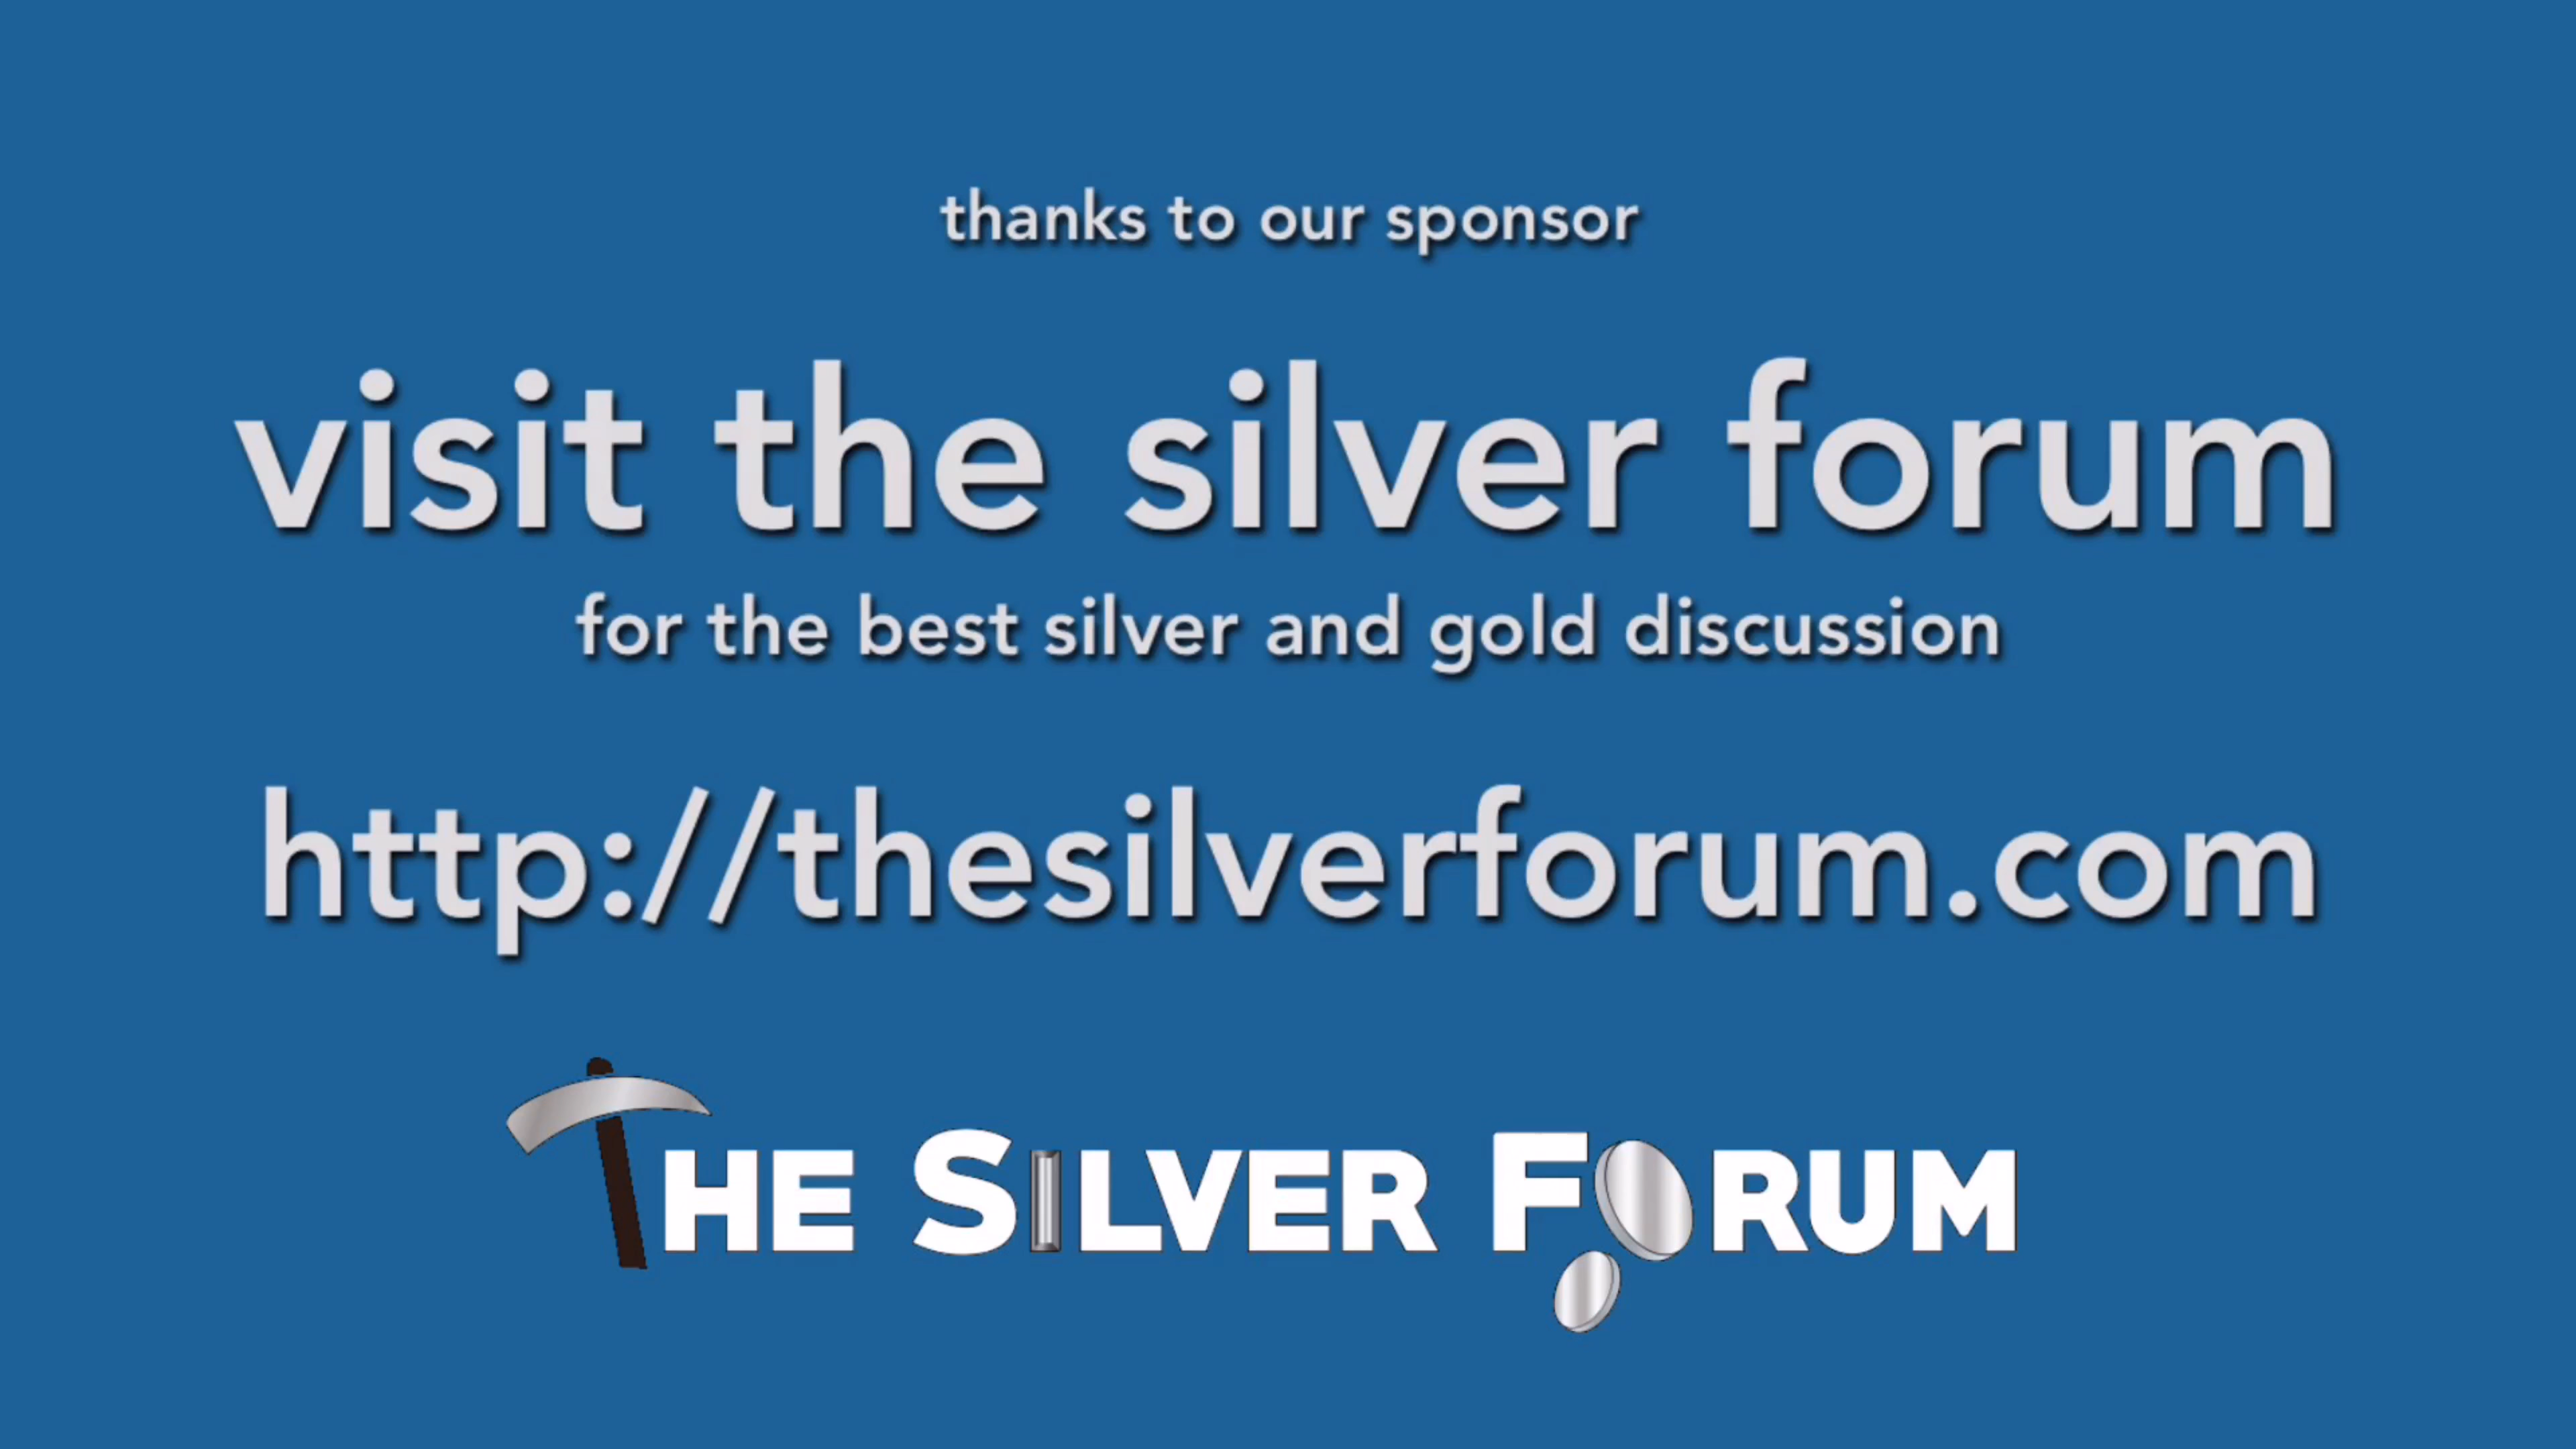 thanks to our sponsor
visit the silver forum
for the best silver and gold discussion
http://thesilverforum.com
THE SILVER FORUM